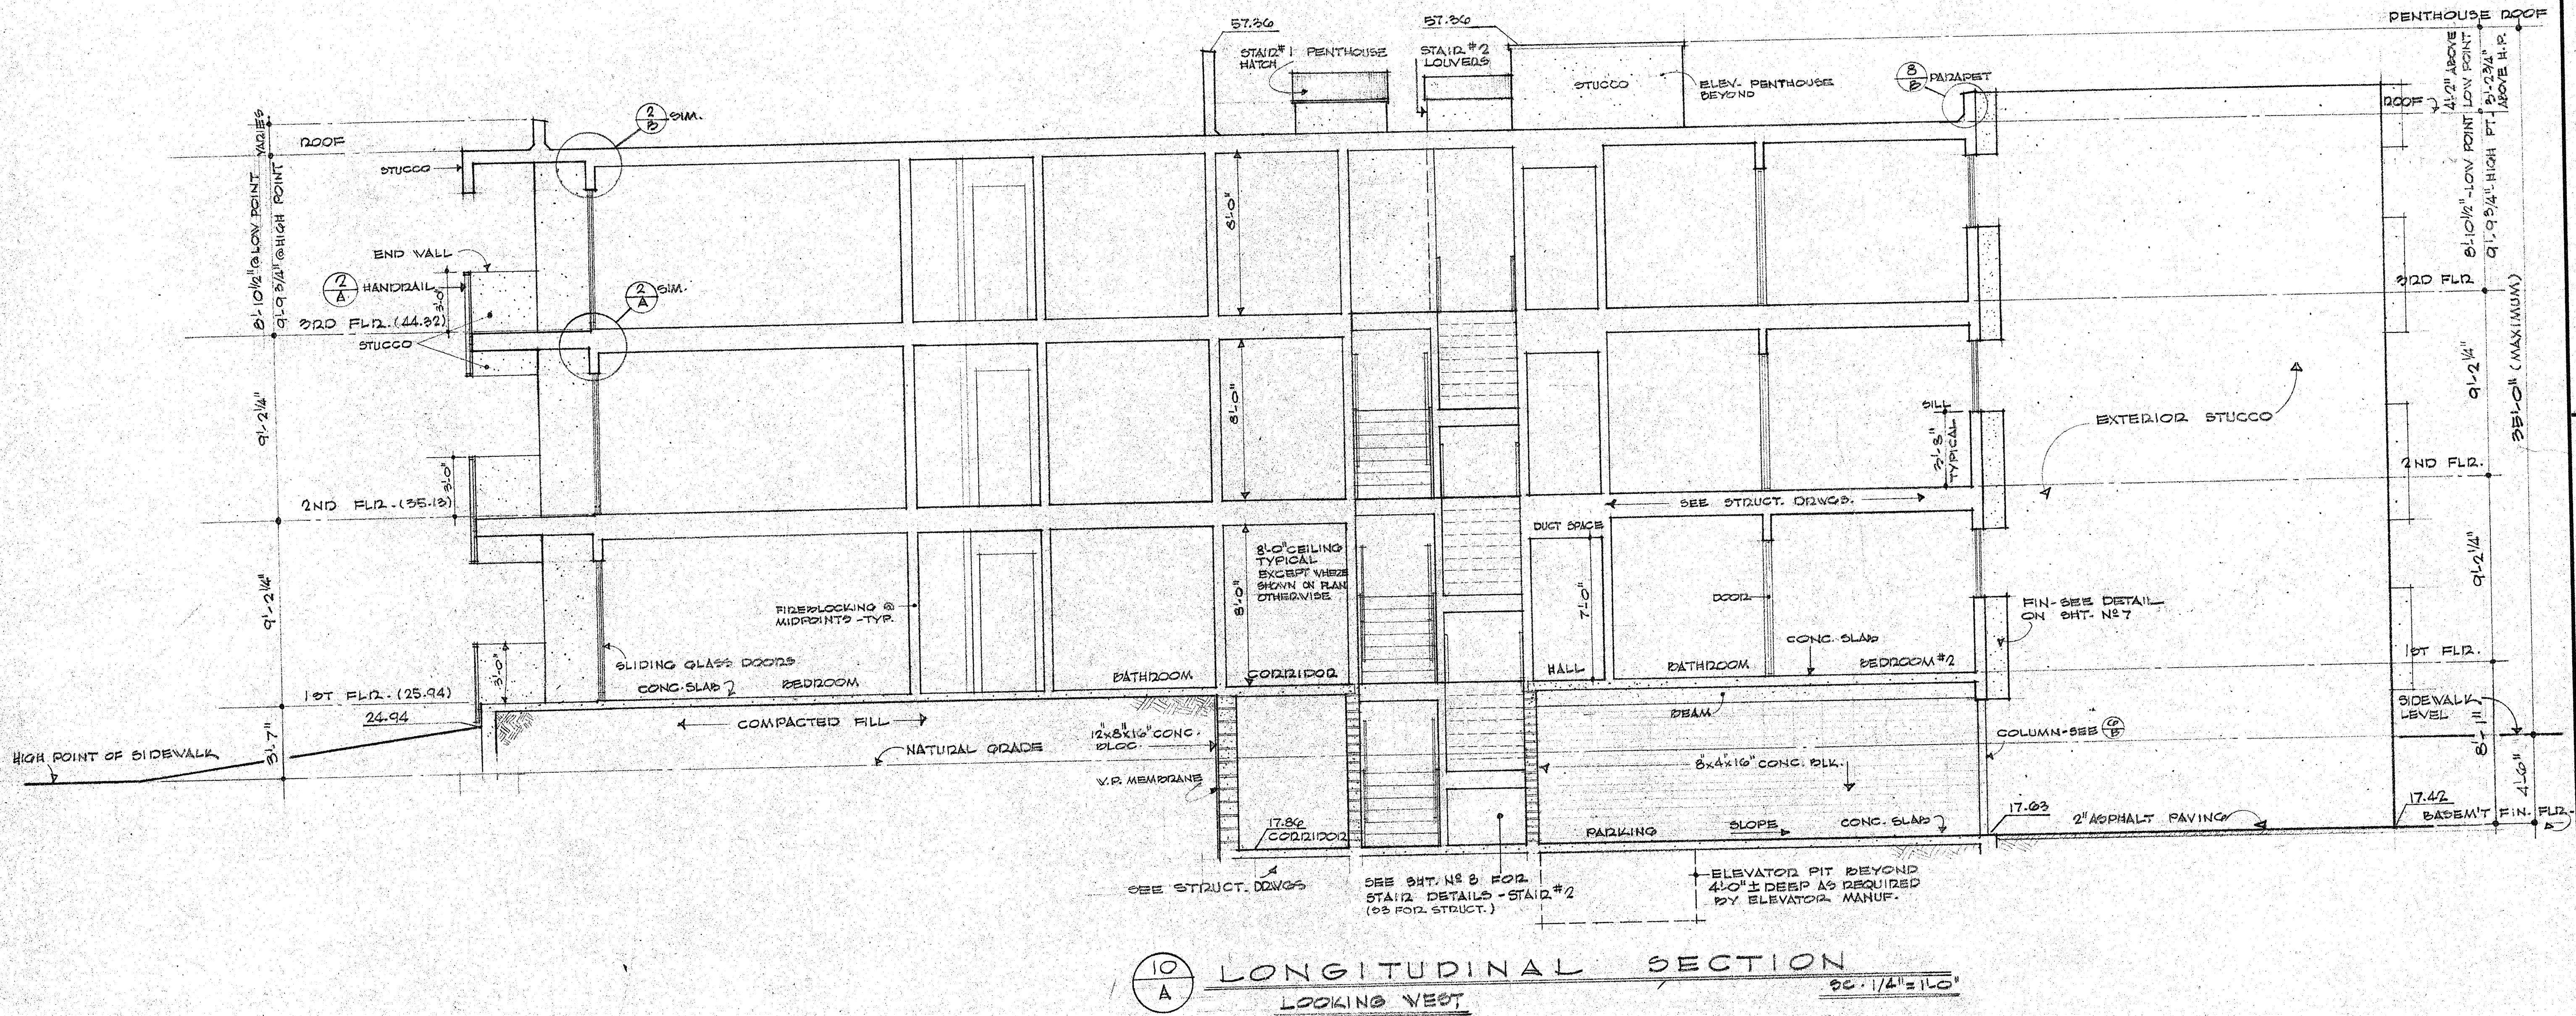 57.36
57.36
PENTHOUSE ROOF
STAIR #1 PENTHOUSE
HATCH
STAIR #2
LOUVERS
STUCCO
ELEV. PENTHOUSE
BEYOND
8
B
PARAPET
ROOF
4'-2" ABOVE
LOW POINT
3'-2 3/4"
ABOVE H.P.
VARIES
ROOF
2
B
SIM.
STUCCO
8'-10 1/2" @ LOW POINT
9'-9 3/4" @ HIGH POINT
8'-0"
8'-10 1/2" - LOW POINT
9'-9 3/4" - HIGH PT.
END WALL
2
A
HANDRAIL
3'-0"
2
A
SIM.
3RD FLR. (44.32)
STUCCO
3RD FLR
35'-0" (MAXIMUM)
9'-2 1/4"
8'-0"
SILL
3'-8"
TYPICAL
EXTERIOR STUCCO
9'-2 1/4"
3'-0"
2ND FLR. (35.13)
SEE STRUCT. DRWGS.
2ND FLR.
DUCT SPACE
8'-0" CEILING
TYPICAL
EXCEPT WHERE
SHOWN ON PLAN
OTHERWISE
8'-0"
7'-0"
9'-2 1/4"
9'-2 1/4"
FIREBLOCKING @
MIDPOINTS - TYP.
DOOR
FIN-SEE DETAIL
ON SHT. Nº 7
CONC. SLAB
SLIDING GLASS DOORS
3'-0"
CONC. SLAB
BEDROOM
BATHROOM
CORRIDOR
HALL
BATHROOM
BEDROOM #2
1ST FLR.
1ST FLR. (25.94)
24.94
COMPACTED FILL
BEAM
SIDEWALK
LEVEL
8'-1"
HIGH POINT OF SIDEWALK
3'-7"
NATURAL GRADE
12x8x16" CONC.
BLOC.
COLUMN-SEE
6
B
8x4x16" CONC. BLK.
W.P. MEMBRANE
4'-6"
17.86
CORRIDOR
PARKING
SLOPE
CONC. SLAB
17.63
2" ASPHALT PAVING
17.42
BASEM'T FIN. FLR.
SEE STRUCT. DRWGS
SEE SHT. Nº 8 FOR
STAIR DETAILS - STAIR #2
(S3 FOR STRUCT.)
ELEVATOR PIT BEYOND
4'-0" ± DEEP AS REQUIRED
BY ELEVATOR MANUF.
10
A
LONGITUDINAL SECTION
LOOKING WEST
SC. 1/4" = 1'-0"